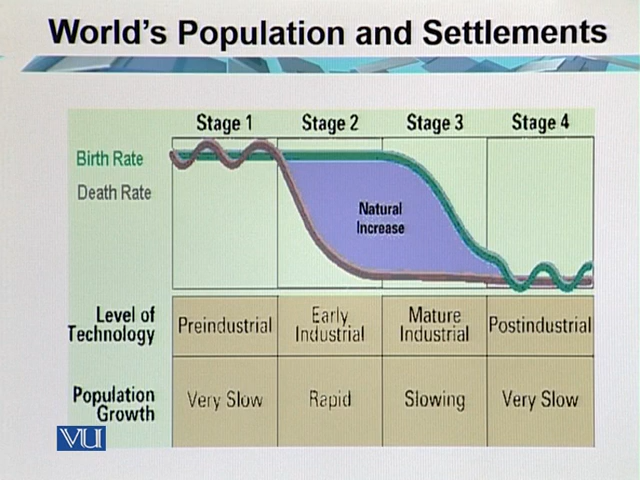 World's Population and Settlements
Stage 1 Stage 2 Stage 3 Stage 4
Birth Rate
Death Rate
Natural
Increase
Level of
Technology
Preindustrial
Early
Industrial
Mature
Industrial
Postindustrial
Population
Growth
Very Slow
Rapid
Slowing
Very Slow
VU